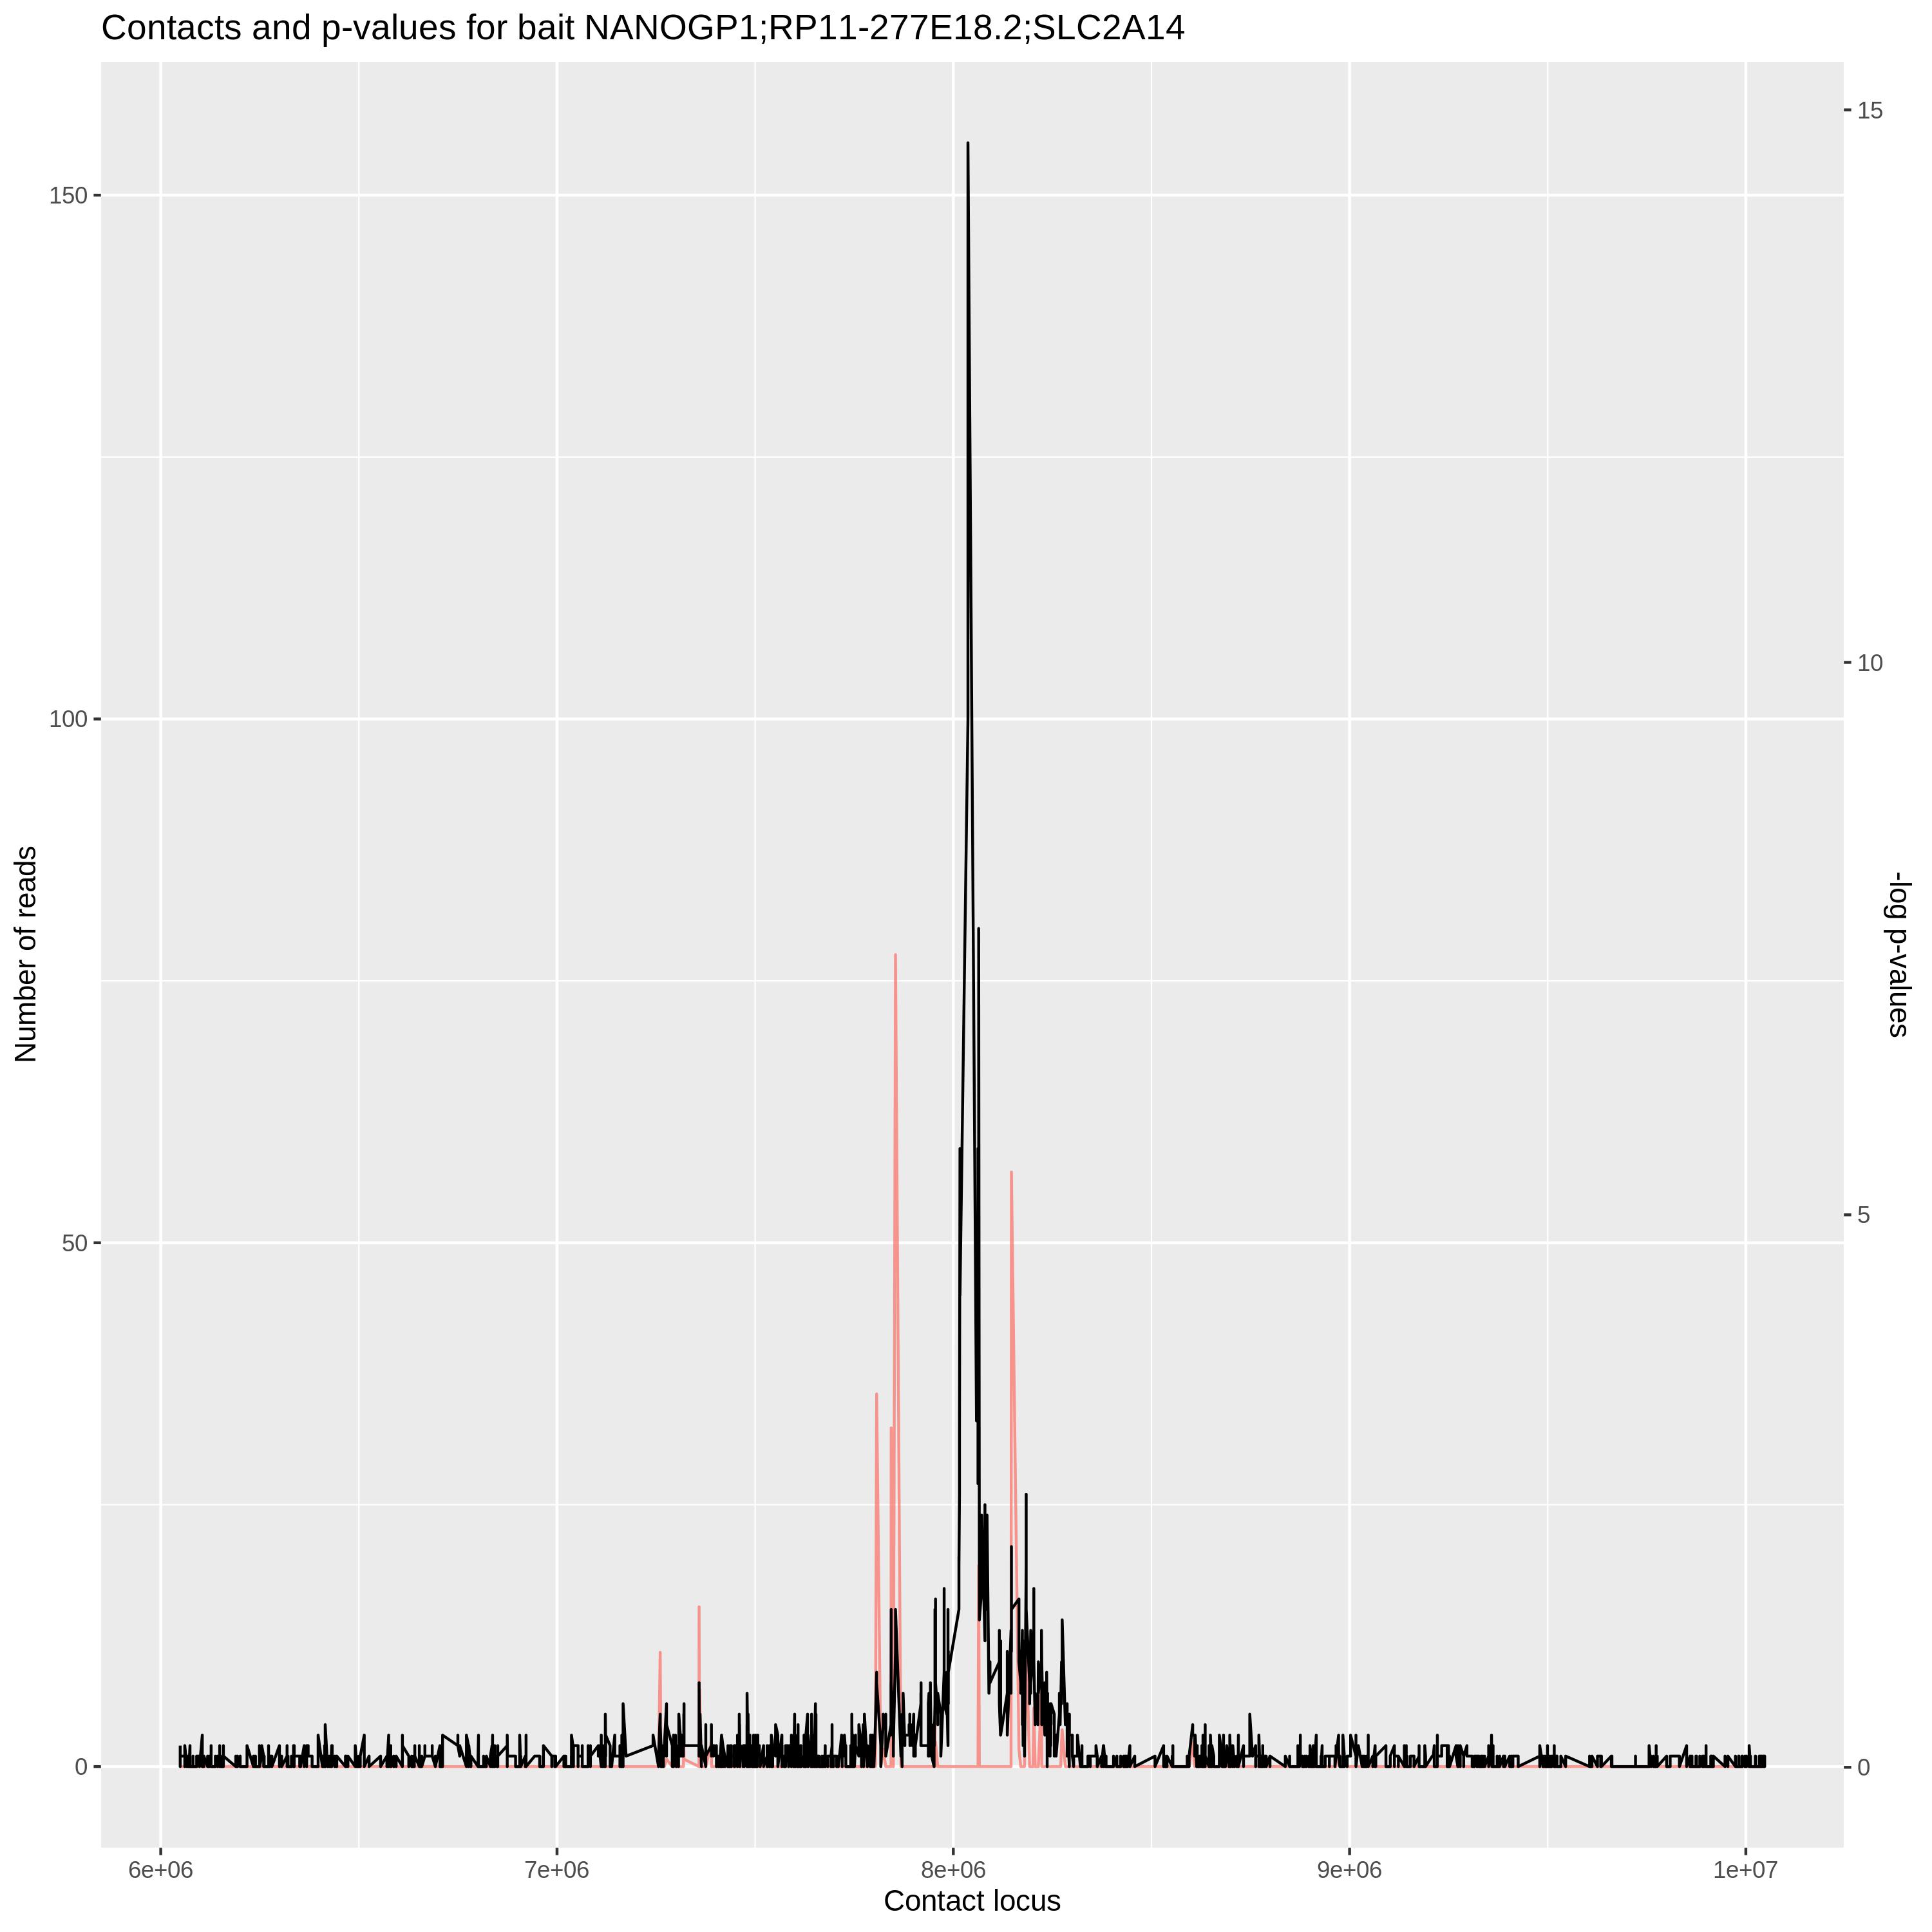 Contacts and p-values for bait NANOGP1;RP11-277E18.2;SLC2A14
15
150
10
100
Number of reads
-log p-values
5
50
0
0
6e+06 7e+06 8e+06 9e+06 1e+07
Contact locus